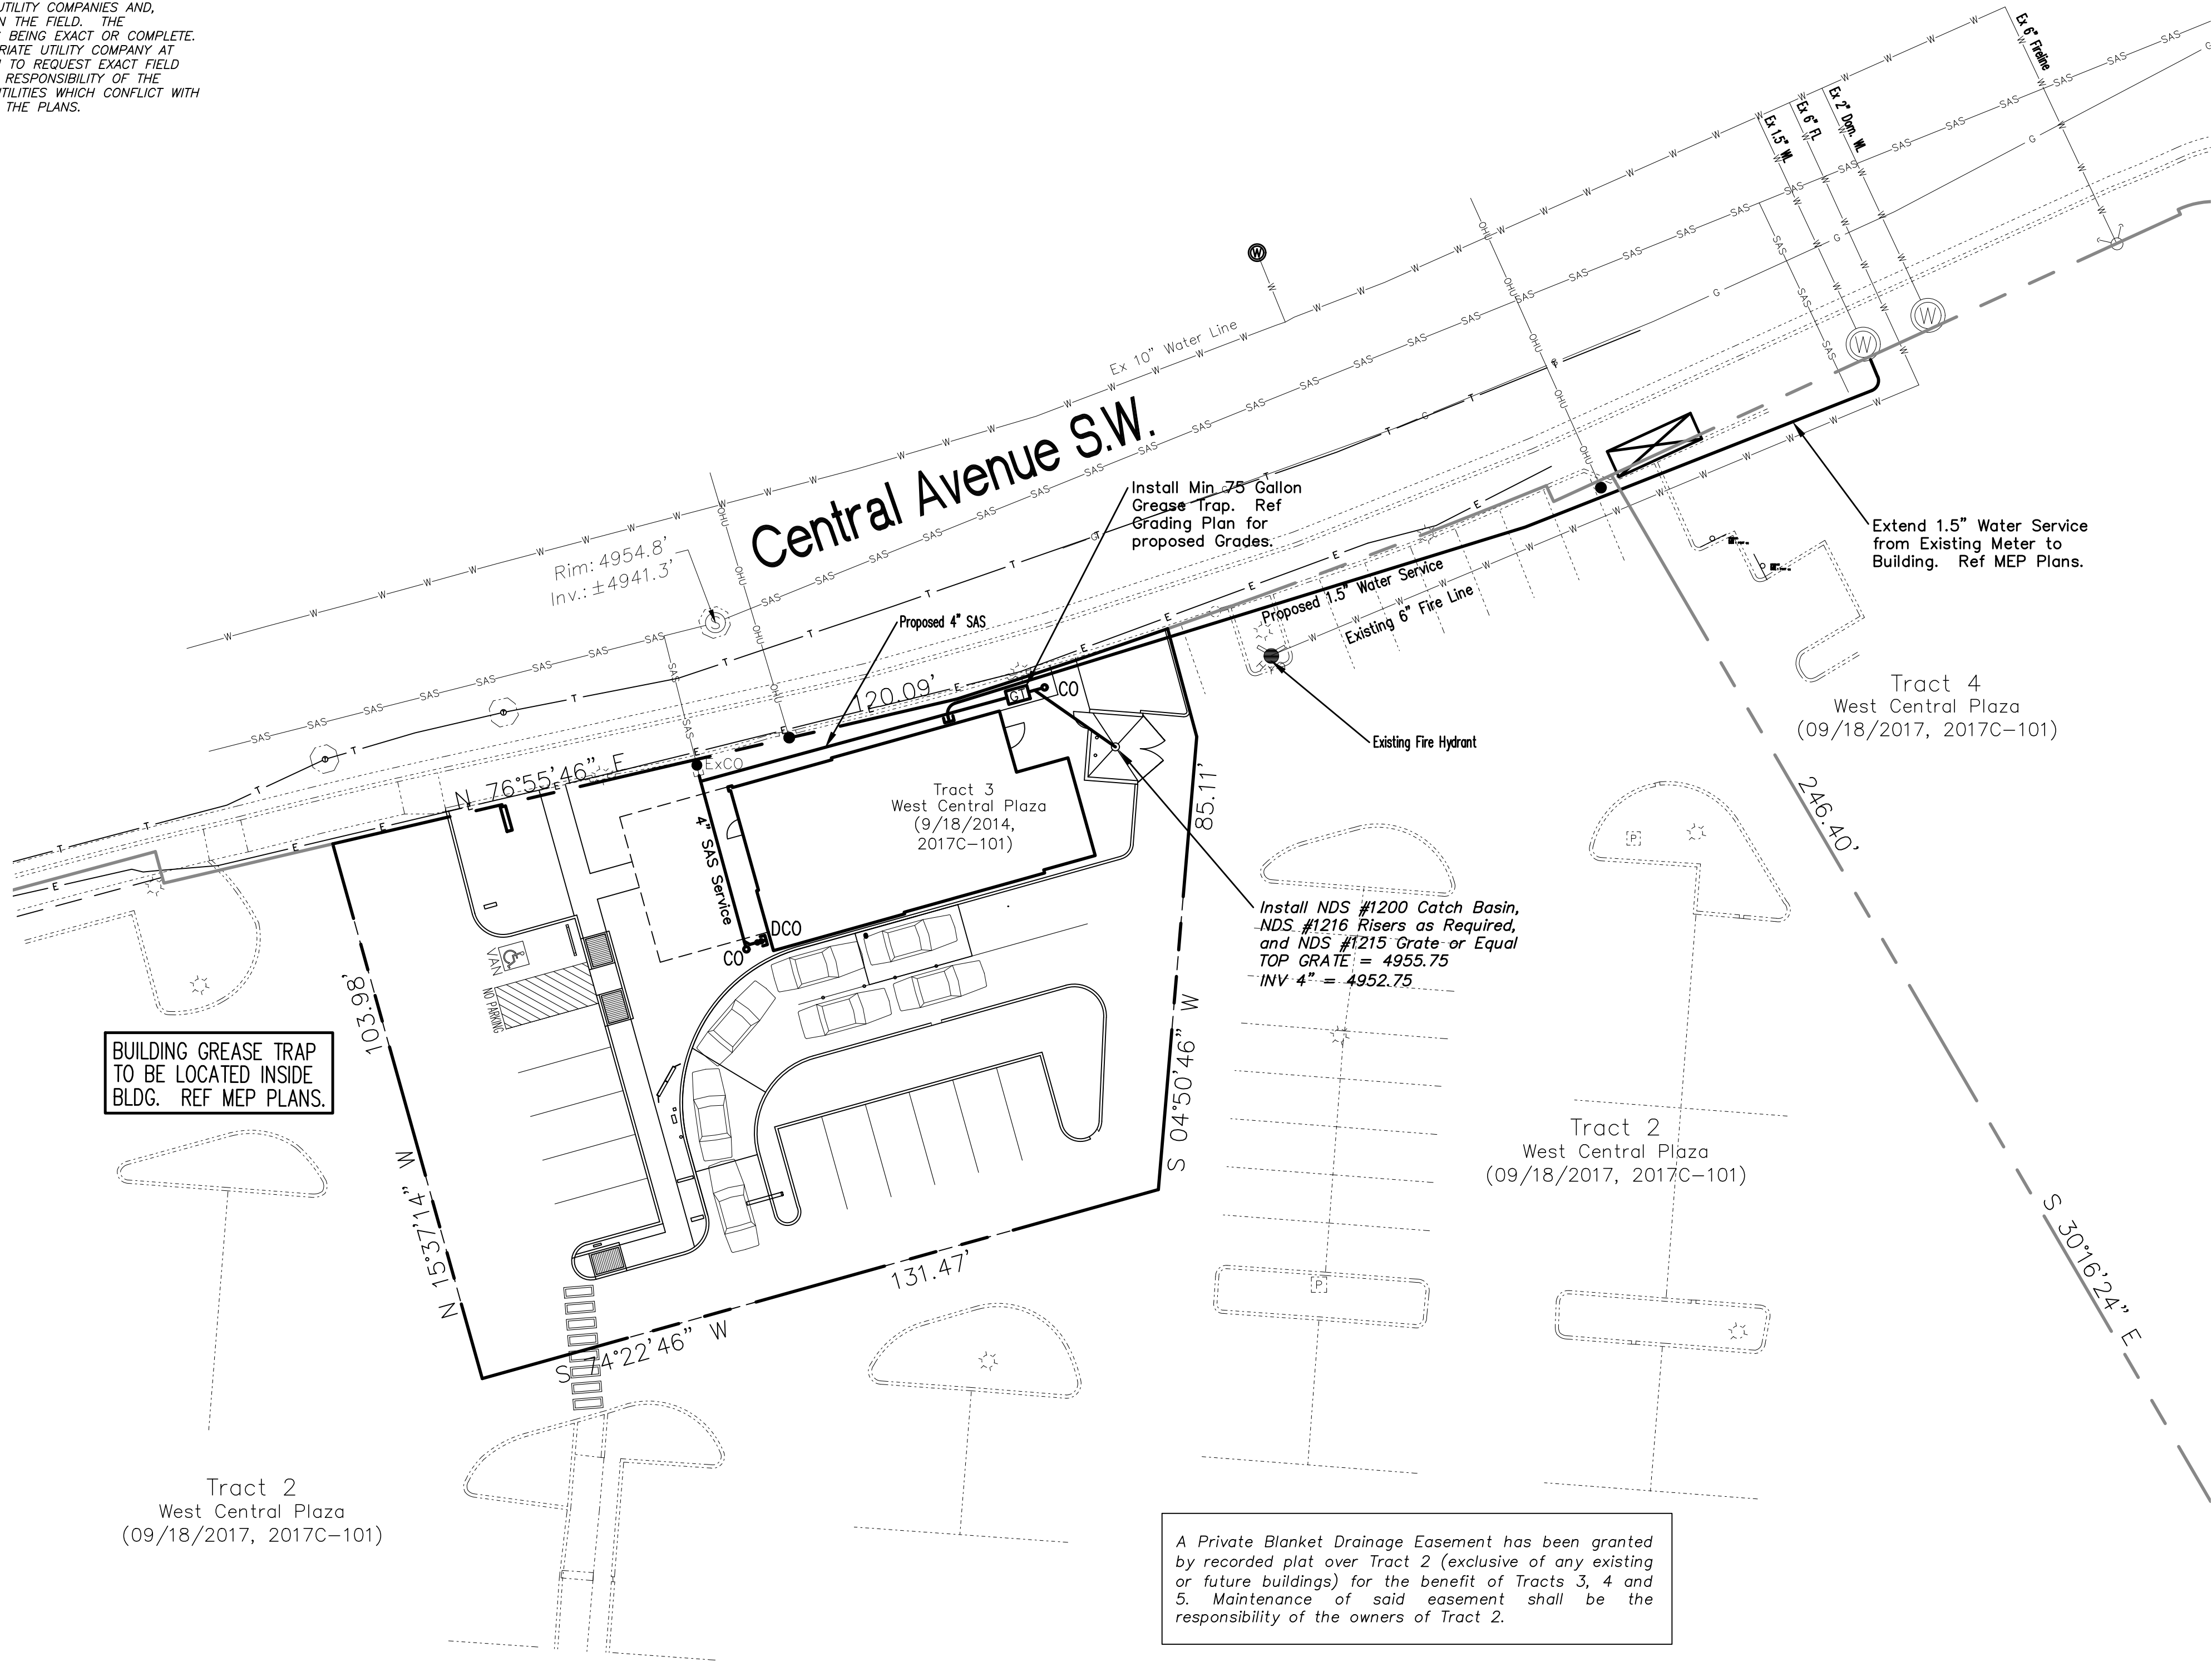 UTILITY COMPANIES AND,
THE FIELD. THE
BEING EXACT OR COMPLETE.
UTILITY COMPANY AT
TO REQUEST EXACT FIELD
RESPONSIBILITY OF THE
WHICH CONFLICT WITH
THE PLANS.
Ex 6" Fireline
Ex 2" Dom. WL
Ex 6" FL
Ex 1.5" WL
Ex 10" Water Line
Central Avenue S.W.
Rim: 4954.8'
Inv.: ±4941.3'
Install Min 75 Gallon
Grease Trap. Ref
Grading Plan for
proposed Grades.
Extend 1.5" Water Service
from Existing Meter to
Building. Ref MEP Plans.
Proposed 1.5" Water Service
Existing 6" Fire Line
Proposed 4" SAS
120.09'
GT
CO
ExCO
N 76°55'46" E
Existing Fire Hydrant
Tract 4
West Central Plaza
(09/18/2017, 2017C-101)
Tract 3
West Central Plaza
(9/18/2014,
2017C-101)
85.11'
246.40'
4" SAS Service
DCO
CO
VAN
NO PARKING
Install NDS #1200 Catch Basin,
NDS #1216 Risers as Required,
and NDS #1215 Grate or Equal
TOP GRATE = 4955.75
INV 4" = 4952.75
103.98'
BUILDING GREASE TRAP
TO BE LOCATED INSIDE
BLDG. REF MEP PLANS.
S 04°50'46" W
N 15°37'14" W
Tract 2
West Central Plaza
(09/18/2017, 2017C-101)
S 30°16'24" E
131.47'
S 74°22'46" W
Tract 2
West Central Plaza
(09/18/2017, 2017C-101)
A Private Blanket Drainage Easement has been granted
by recorded plat over Tract 2 (exclusive of any existing
or future buildings) for the benefit of Tracts 3, 4 and
5. Maintenance of said easement shall be the
responsibility of the owners of Tract 2.